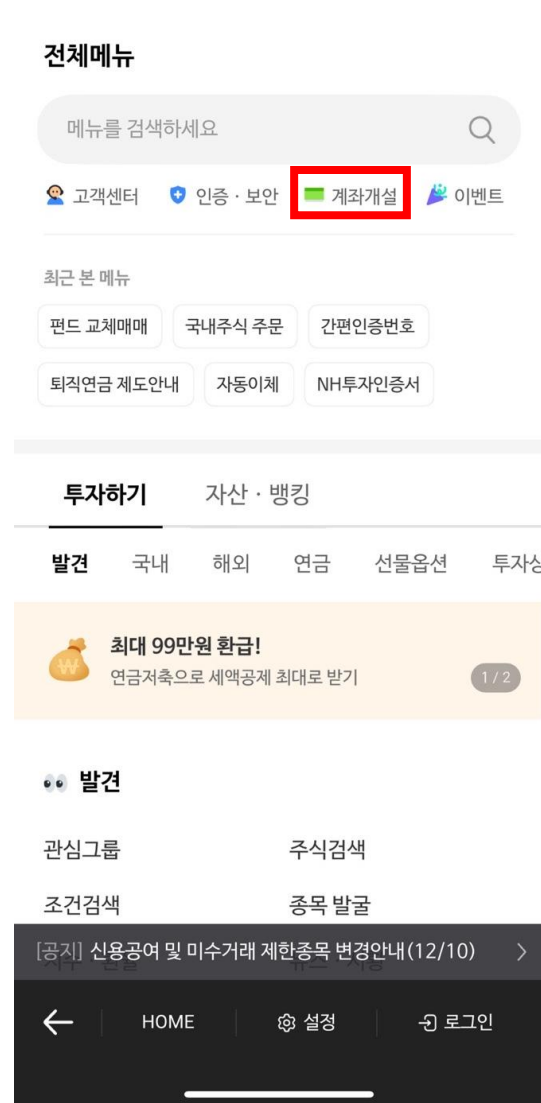 전체메뉴
메뉴를 검색하세요
고객센터 인증 · 보안 계좌개설 이벤트
최근 본 메뉴
펀드 교체매매 국내주식 주문 간편인증번호
퇴직연금 제도안내 자동이체 NH투자인증서
투자하기 자산 · 뱅킹
발견 국내 해외 연금 선물옵션
최대 99만원 환급!
연금저축으로 세액공제 최대로 받기 1 / 2
발견
관심그룹 주식검색
조건검색 종목 발굴
[공지] 신용공여 및 미수거래 제한종목 변경안내(12/10)
HOME 설정 로그인